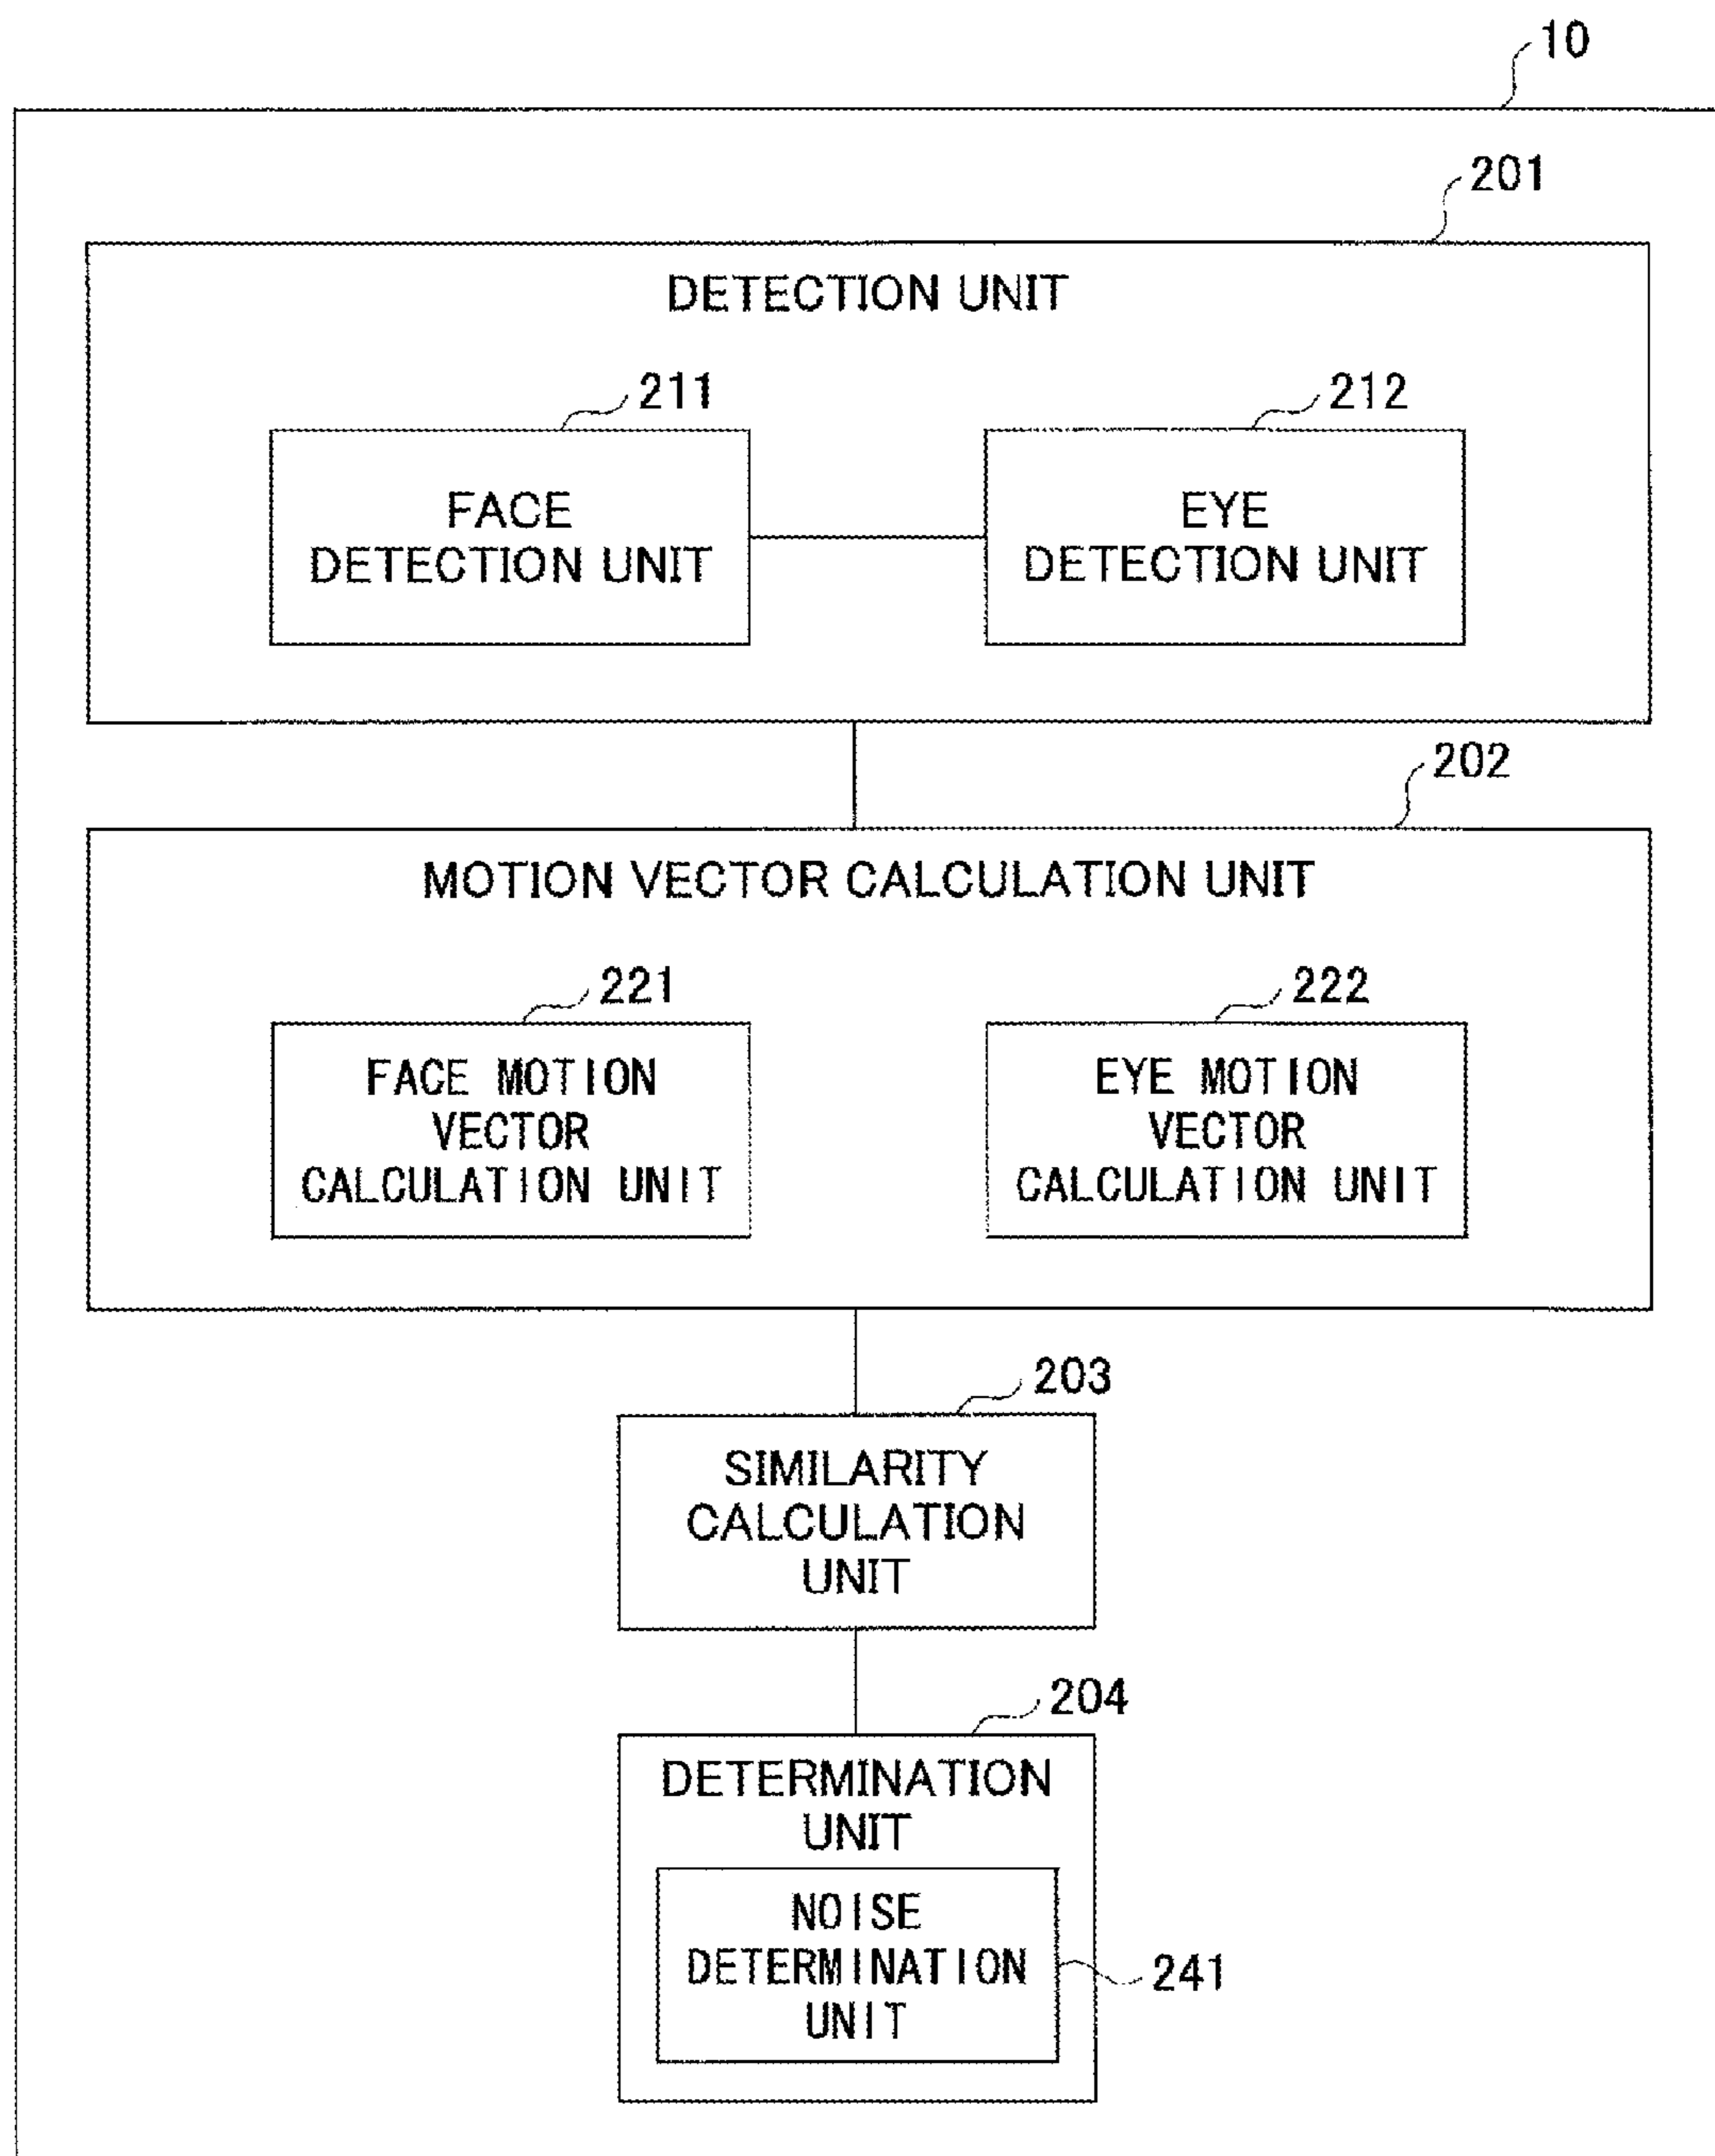 10
201
DETECTION UNIT
211
212
FACE
DETECTION UNIT
EYE
DETECTION UNIT
202
MOTION VECTOR CALCULATION UNIT
221
222
FACE MOTION
VECTOR
CALCULATION UNIT
EYE MOTION
VECTOR
CALCULATION UNIT
203
SIMILARITY
CALCULATION
UNIT
204
DETERMINATION
UNIT
NOISE
DETERMINATION
UNIT
241